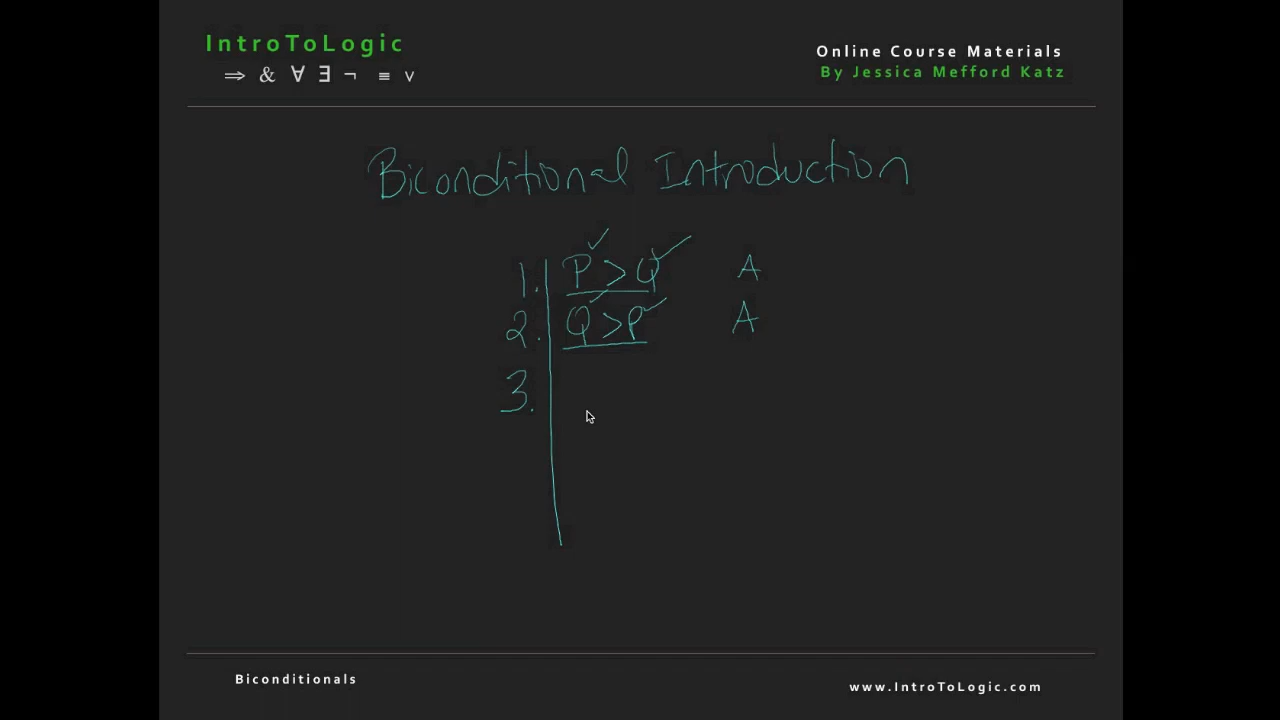 IntroToLogic
⇒ & ∀ ∃ ¬ ≡ v
Online Course Materials
By Jessica Mefford Katz
Biconditional Introduction
1. P > Q A
2. Q > P A
3.
Biconditionals
www.IntroToLogic.com